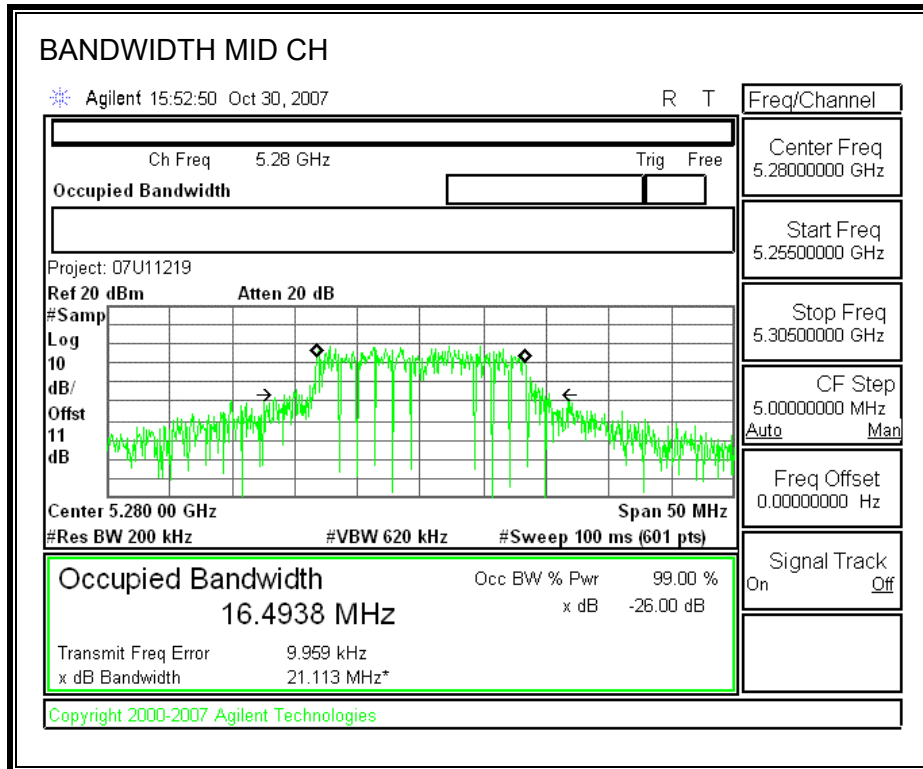 BANDWIDTH MID CH
Agilent 15:52:50 Oct 30, 2007 R T
Freq/Channel
Ch Freq 5.28 GHz Trig Free
Occupied Bandwidth
Center Freq
5.28000000 GHz
Start Freq
5.25500000 GHz
Stop Freq
5.30500000 GHz
CF Step
5.00000000 MHz
Auto Man
Freq Offset
0.00000000 Hz
Signal Track
On Off
Project: 07U11219
Ref 20 dBm Atten 20 dB
#Samp
Log
10
dB/
Offst
11
dB
Center 5.280 00 GHz Span 50 MHz
#Res BW 200 kHz #VBW 620 kHz #Sweep 100 ms (601 pts)
Occupied Bandwidth
16.4938 MHz
Occ BW % Pwr 99.00 %
x dB -26.00 dB
Transmit Freq Error 9.959 kHz
x dB Bandwidth 21.113 MHz*
Copyright 2000-2007 Agilent Technologies